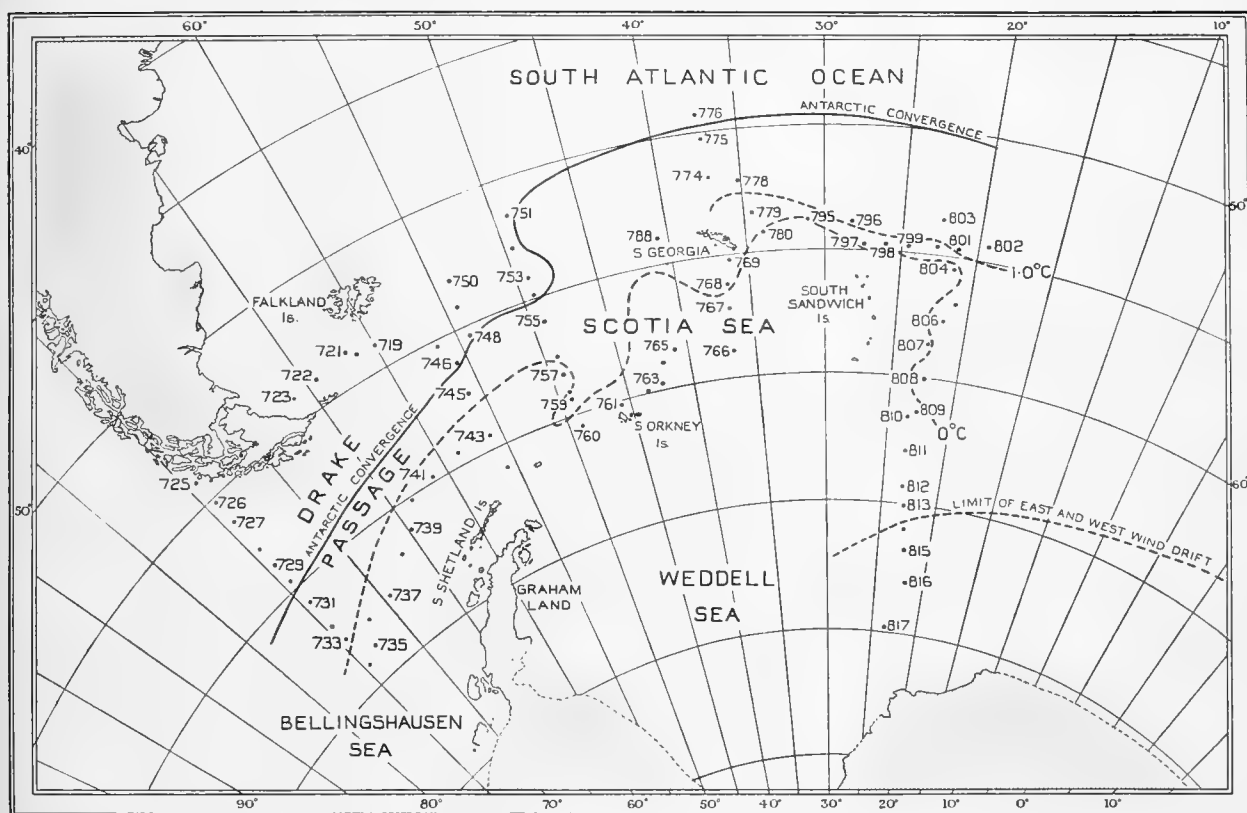 60° 50° 40° 30° 20° 10°
SOUTH ATLANTIC OCEAN
776
ANTARCTIC CONVERGENCE
775
40°
774 778
50°
751
779 795 796 803
788 780
S GEORGIA
797 798 799 801 802
769
804
1·0°C
753
750
768
FALKLAND
Is.
SOUTH
SANDWICH
Is.
767
755
SCOTIA SEA
806
719
721
748
765 766
807
746
722
757
763
808
723
745
759
761
810 809
S ORKNEY
Is.
0°C
760
743
811
DRAKE
PASSAGE
ANTARCTIC CONVERGENCE
741
725
812
60°
726
813
LIMIT OF EAST AND WEST WIND DRIFT
50°
727
739
S SHETLAND Is
815
729
WEDDELL
SEA
816
GRAHAM
LAND
737
731
817
733 735
BELLINGSHAUSEN
SEA
90° 80° 70° 60° 50° 40° 30° 20° 10° 0° 10°